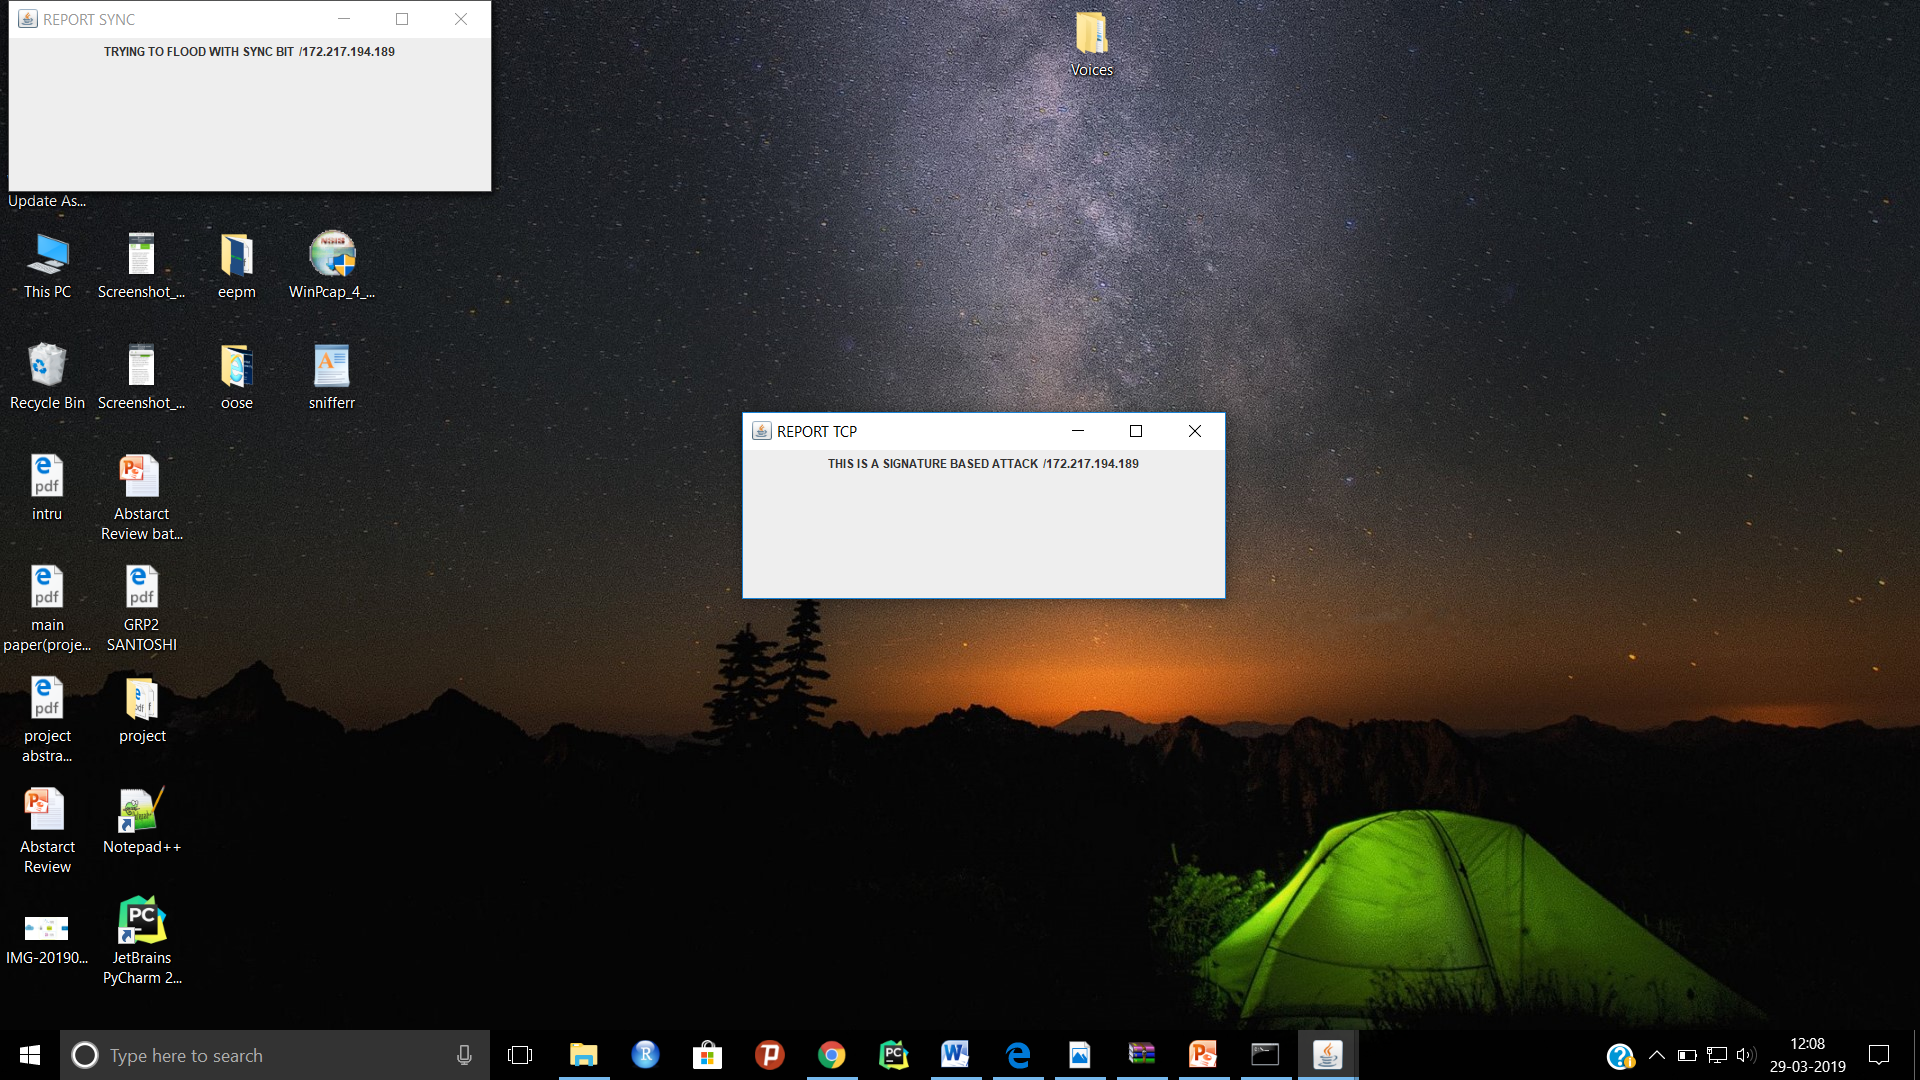 REPORT SYNC
TRYING TO FLOOD WITH SYNC BIT /172.217.194.189
Voices
Update As...
This PC
Screenshot_...
eepm
WinPcap_4_...
Recycle Bin
Screenshot_...
oose
snifferr
REPORT TCP
THIS IS A SIGNATURE BASED ATTACK /172.217.194.189
intru
Abstarct
Review bat...
main
paper(proje...
GRP2
SANTOSHI
project
abstra...
project
Abstarct
Review
Notepad++
IMG-20190...
JetBrains
PyCharm 2...
Type here to search
12:08
29-03-2019